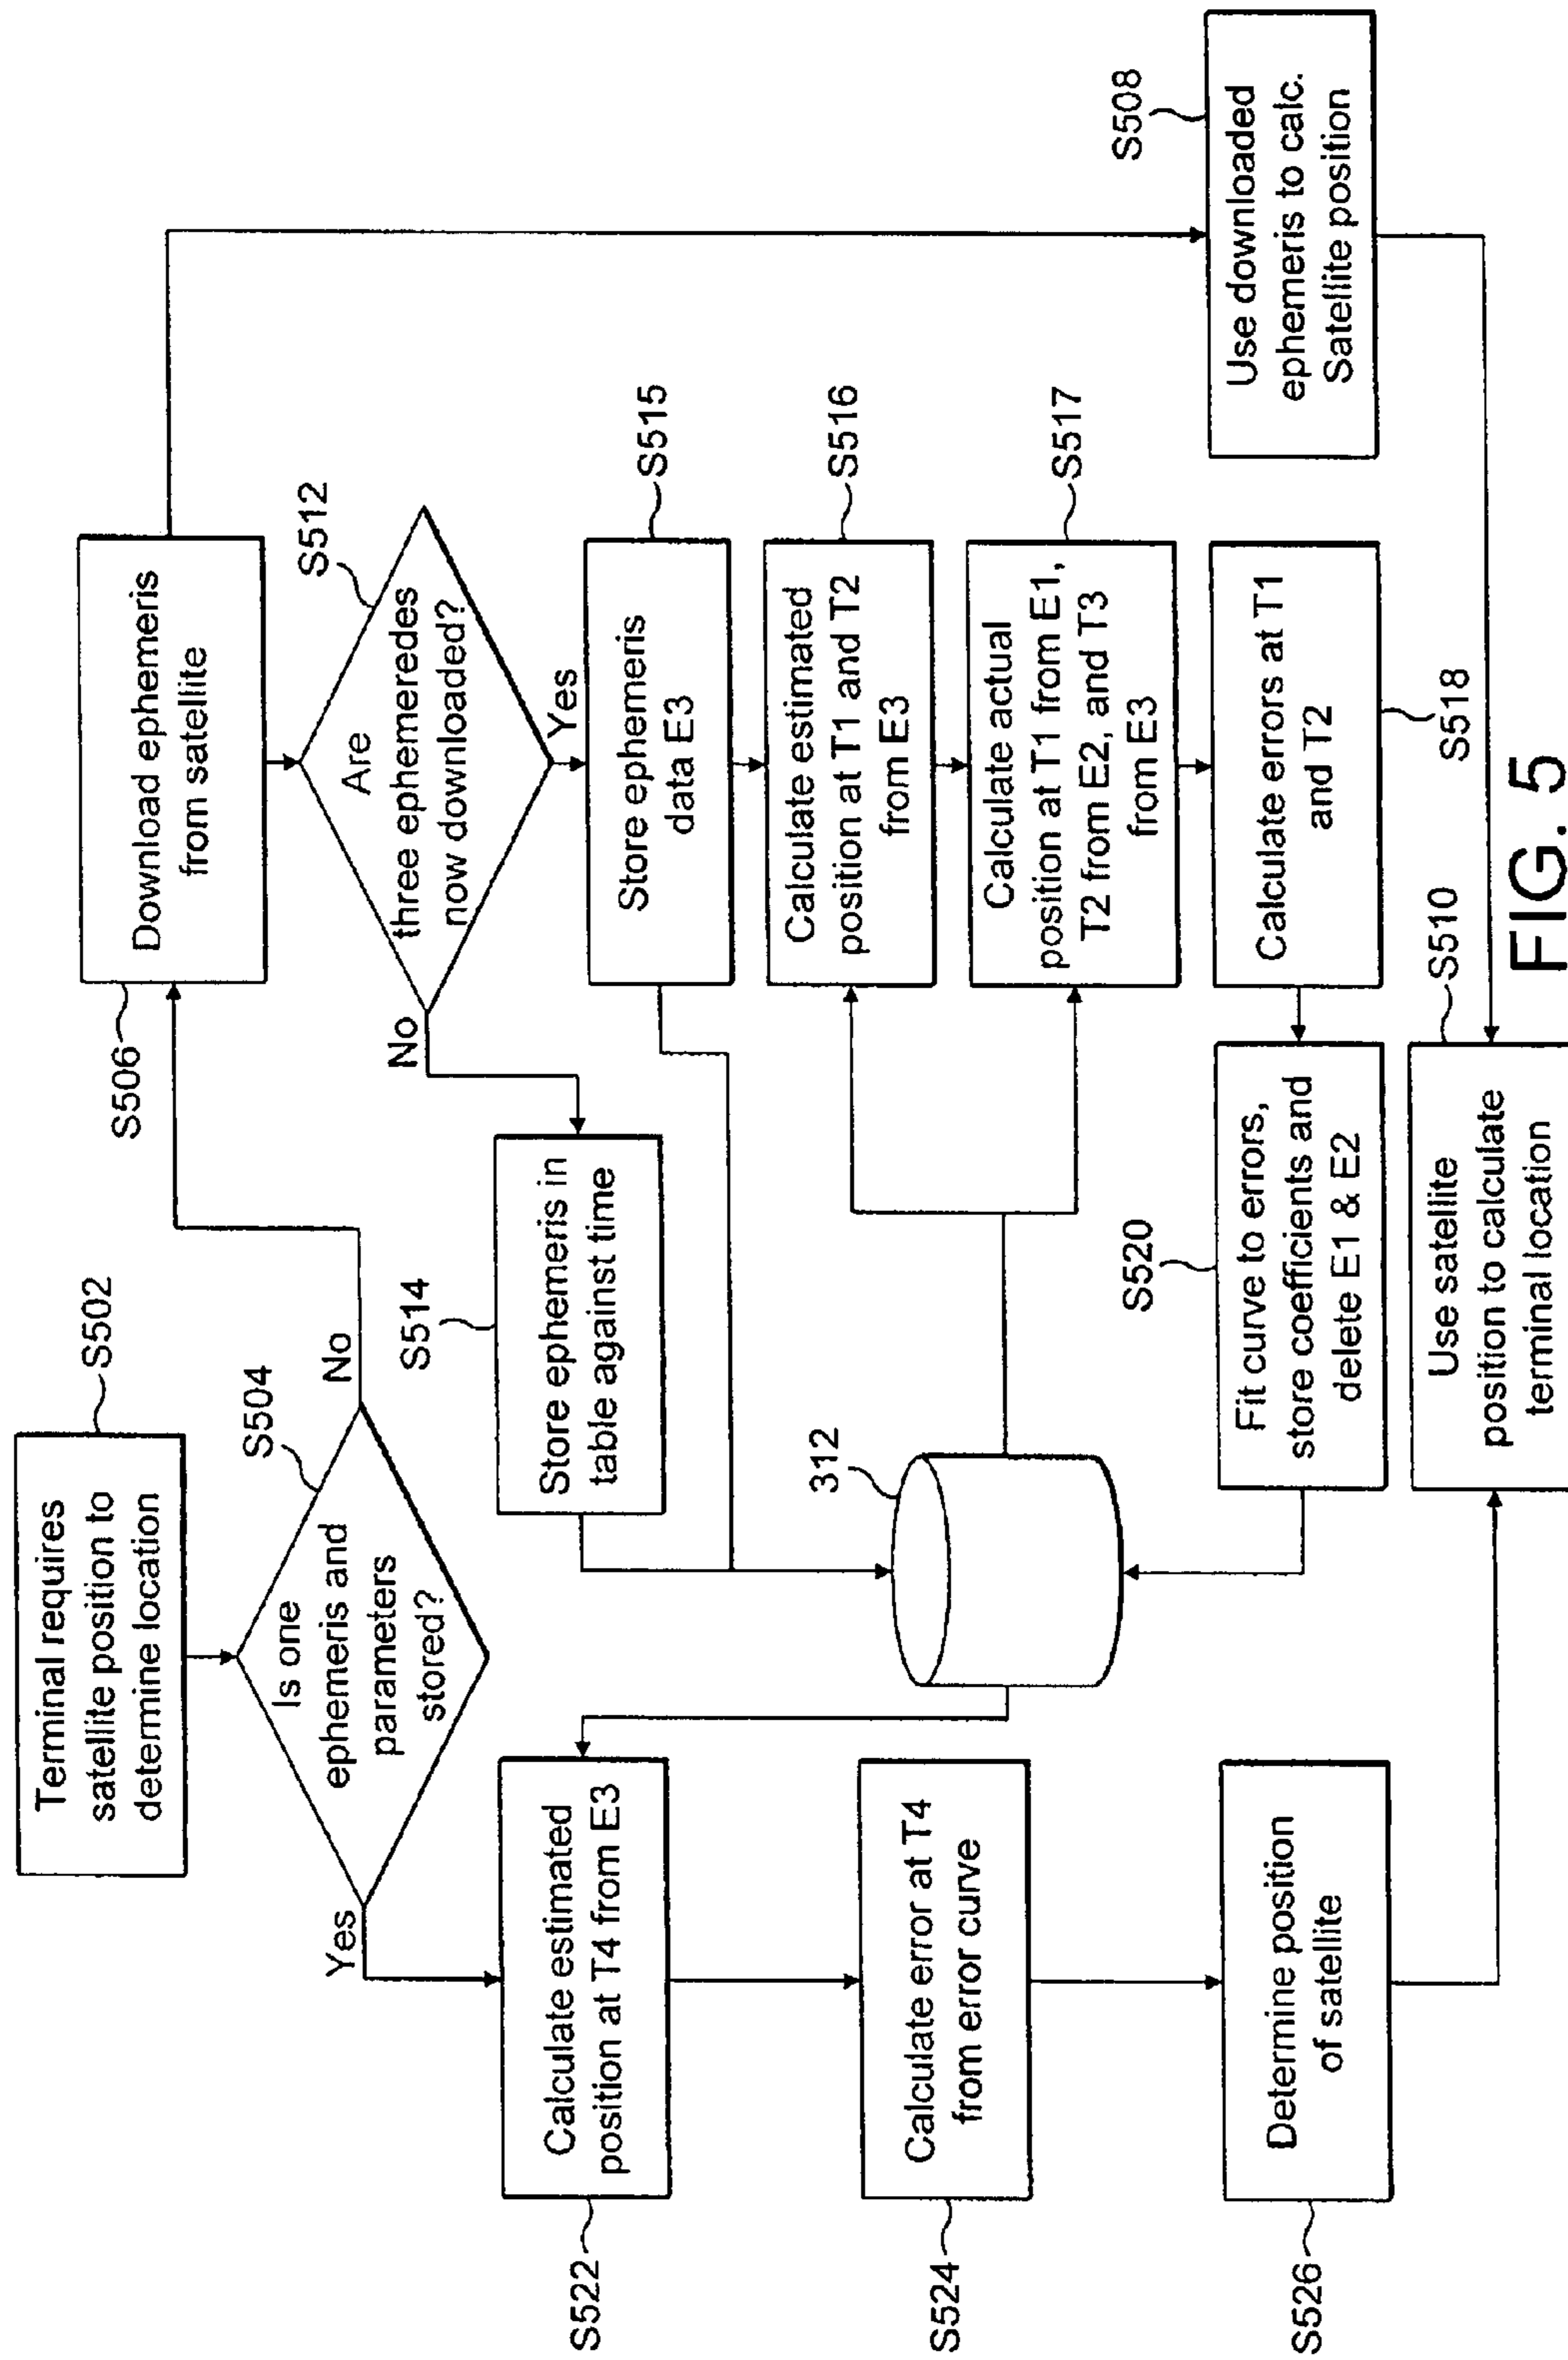 Terminal requires
satellite position to
determine location
S502
Is one
ephemeris and
parameters
stored?
S504
Yes
No
Download ephemeris
from satellite
S506
Are
three ephemeredes
now downloaded?
S512
No
Yes
Store ephemeris in
table against time
S514
Store ephemeris
data E3
S515
Calculate estimated
position at T1 and T2
from E3
S516
Calculate actual
position at T1 from E1,
T2 from E2, and T3
from E3
S517
Calculate errors at T1
and T2
S518
Fit curve to errors,
store coefficients and
delete E1 & E2
S520
312
Calculate estimated
position at T4 from E3
S522
Calculate error at T4
from error curve
S524
Determine position
of satellite
S526
Use downloaded
ephemeris to calc.
Satellite position
S508
Use satellite
position to calculate
terminal location
S510
FIG. 5